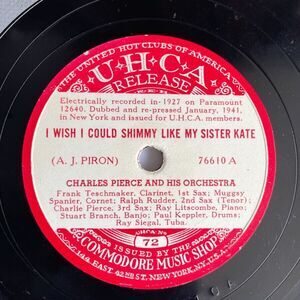 THE UNITED HOT CLUBS OF AMERICA
U·H·C·A
RELEASE
Electrically recorded in 1927 on Paramount
12640. Dubbed and re-pressed January, 1941,
in New York and issued for U.H.C.A. members.
I WISH I COULD SHIMMY LIKE MY SISTER KATE
(A. J. PIRON) 76610 A
CHARLES PIERCE AND HIS ORCHESTRA
Frank Teschmaker, Clarinet, 1st Sax; Muggsy
Spanier, Cornet; Ralph Rudder, 2nd Sax (Tenor);
Charlie Pierce, 3rd Sax; Ray Litscombe, Piano;
Stuart Branch, Banjo; Paul Keppler, Drums;
Ray Siegal, Tuba.
UHCA No
72
ISSUED BY THE
COMMODORE MUSIC SHOP
144 EAST 42ND ST. NEW YORK, N.Y. U.S.A.